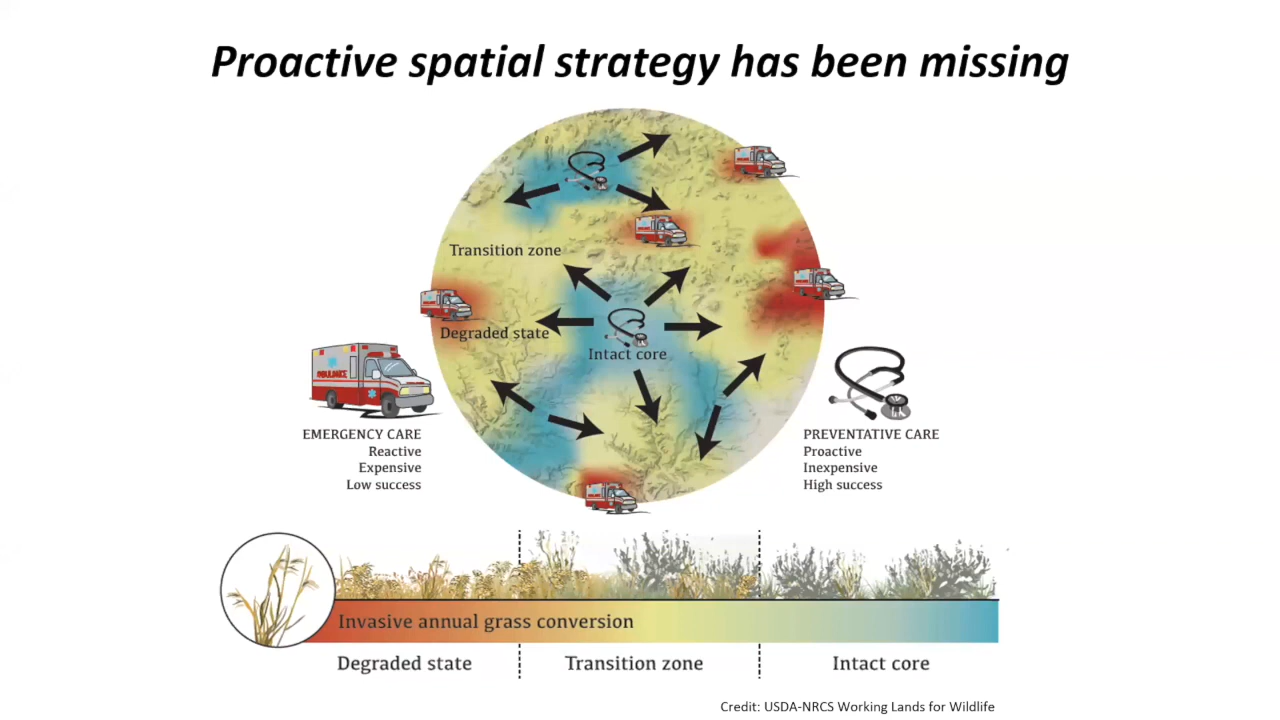 Proactive spatial strategy has been missing
Transition zone
Degraded state
Intact core
EMERGENCY CARE
Reactive
Expensive
Low success
PREVENTATIVE CARE
Proactive
Inexpensive
High success
Invasive annual grass conversion
Degraded state
Transition zone
Intact core
Credit: USDA-NRCS Working Lands for Wildlife